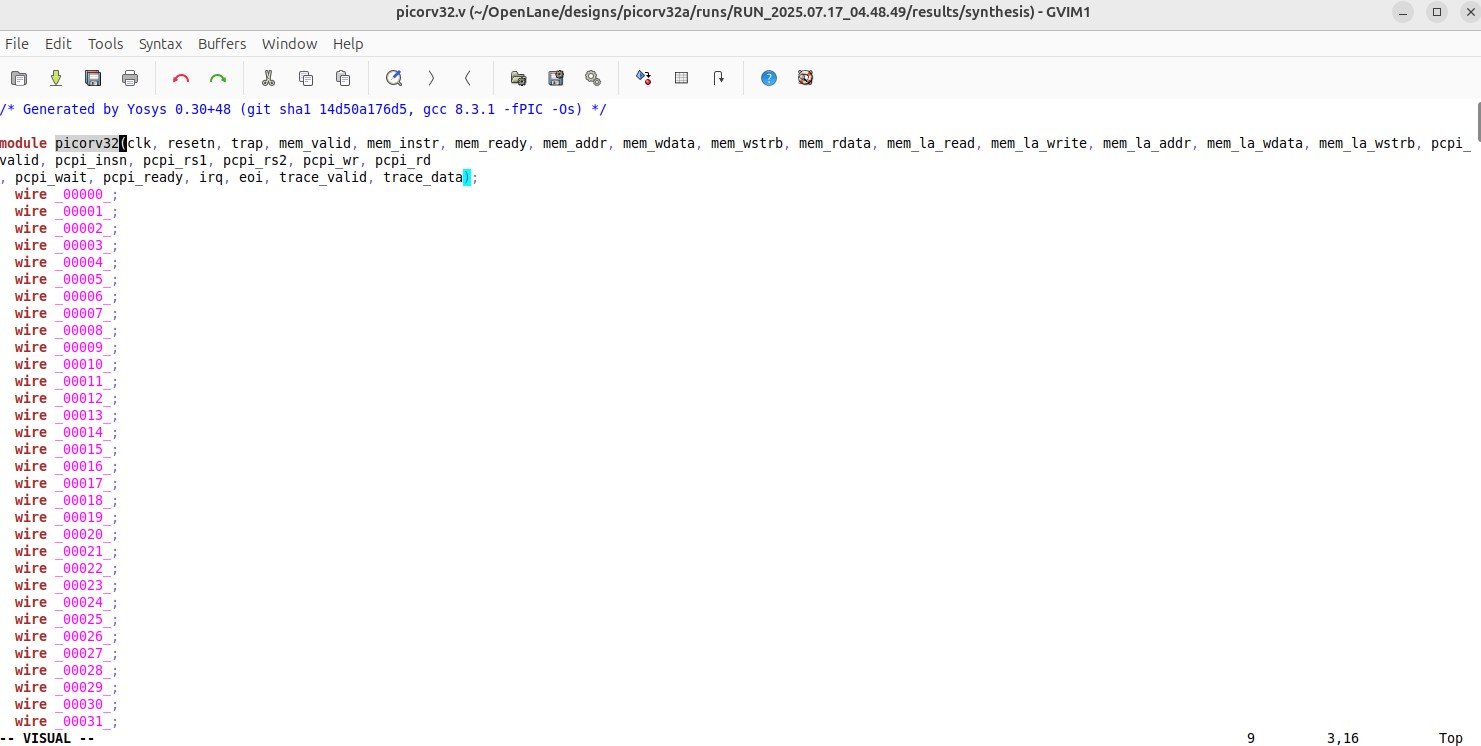 picorv32.v (~/OpenLane/designs/picorv32a/runs/RUN_2025.07.17_04.48.49/results/synthesis) - GVIM1
File Edit Tools Syntax Buffers Window Help
/* Generated by Yosys 0.30+48 (git sha1 14d50a176d5, gcc 8.3.1 -fPIC -Os) */
module picorv32(clk, resetn, trap, mem_valid, mem_instr, mem_ready, mem_addr, mem_wdata, mem_wstrb, mem_rdata, mem_la_read, mem_la_write, mem_la_addr, mem_la_wdata, mem_la_wstrb, pcpi_
valid, pcpi_insn, pcpi_rs1, pcpi_rs2, pcpi_wr, pcpi_rd
, pcpi_wait, pcpi_ready, irq, eoi, trace_valid, trace_data);
wire _00000_;
wire _00001_;
wire _00002_;
wire _00003_;
wire _00004_;
wire _00005_;
wire _00006_;
wire _00007_;
wire _00008_;
wire _00009_;
wire _00010_;
wire _00011_;
wire _00012_;
wire _00013_;
wire _00014_;
wire _00015_;
wire _00016_;
wire _00017_;
wire _00018_;
wire _00019_;
wire _00020_;
wire _00021_;
wire _00022_;
wire _00023_;
wire _00024_;
wire _00025_;
wire _00026_;
wire _00027_;
wire _00028_;
wire _00029_;
wire _00030_;
wire _00031_;
-- VISUAL -- 9 3,16 Top